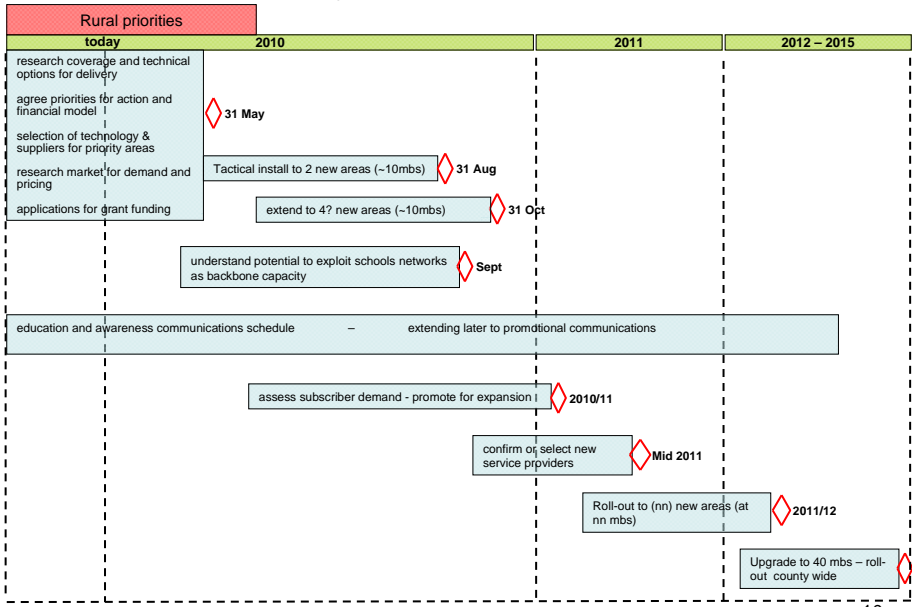 Rural priorities
today
2010
2011
2012 – 2015
research coverage and technical
options for delivery
agree priorities for action and
financial model
31 May
selection of technology &
suppliers for priority areas
research market for demand and
pricing
applications for grant funding
Tactical install to 2 new areas (~10mbs)
31 Aug
extend to 4? new areas (~10mbs)
31 Oct
understand potential to exploit schools networks
as backbone capacity
Sept
education and awareness communications schedule – extending later to promotional communications
assess subscriber demand - promote for expansion
2010/11
confirm or select new
service providers
Mid 2011
Roll-out to (nn) new areas (at
nn mbs)
2011/12
Upgrade to 40 mbs – roll-
out county wide